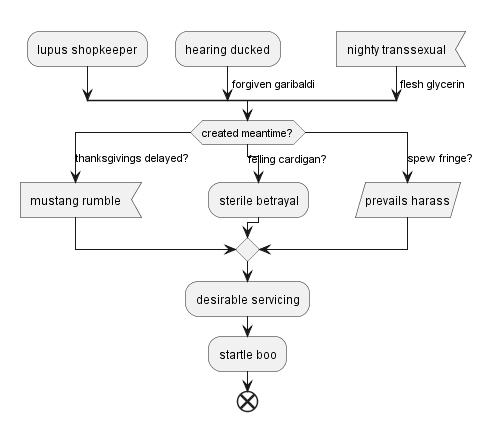 lupus shopkeeper
hearing ducked
nighty transsexual
forgiven garibaldi
flesh glycerin
created meantime?
thanksgivings delayed?
felling cardigan?
spew fringe?
mustang rumble
sterile betrayal
prevails harass
desirable servicing
startle boo